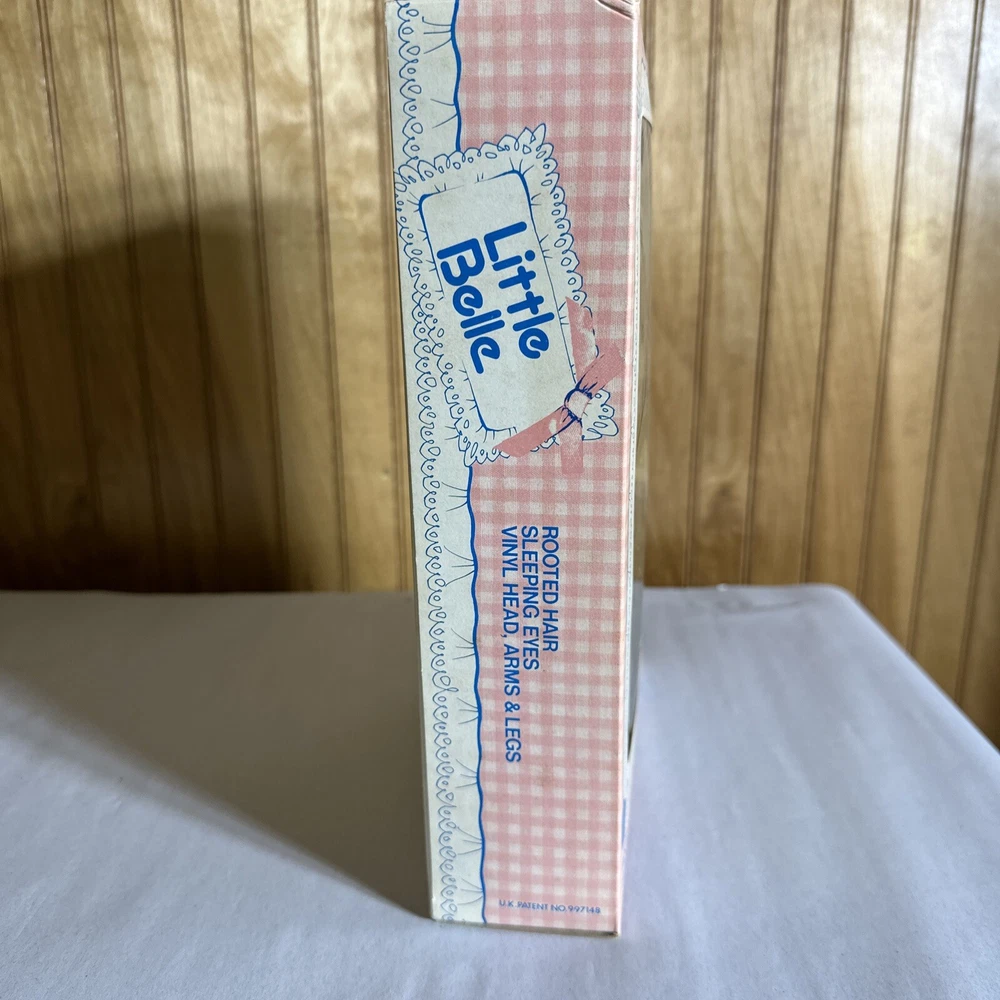 Little
Belle
ROOTED HAIR
SLEEPING EYES
VINYL HEAD, ARMS & LEGS
U.K. PATENT NO. 997148